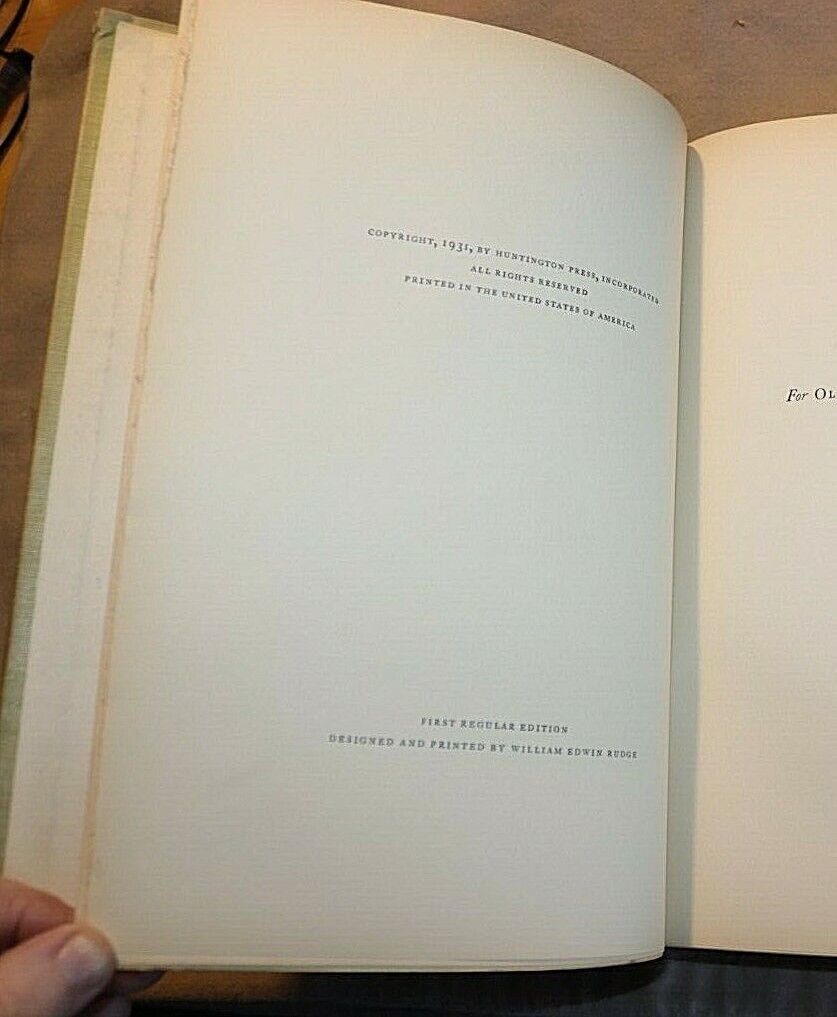 COPYRIGHT, 1931, BY HUNTINGTON PRESS, INCORPORATED
ALL RIGHTS RESERVED
PRINTED IN THE UNITED STATES OF AMERICA
FIRST REGULAR EDITION
DESIGNED AND PRINTED BY WILLIAM EDWIN RUDGE
For OL